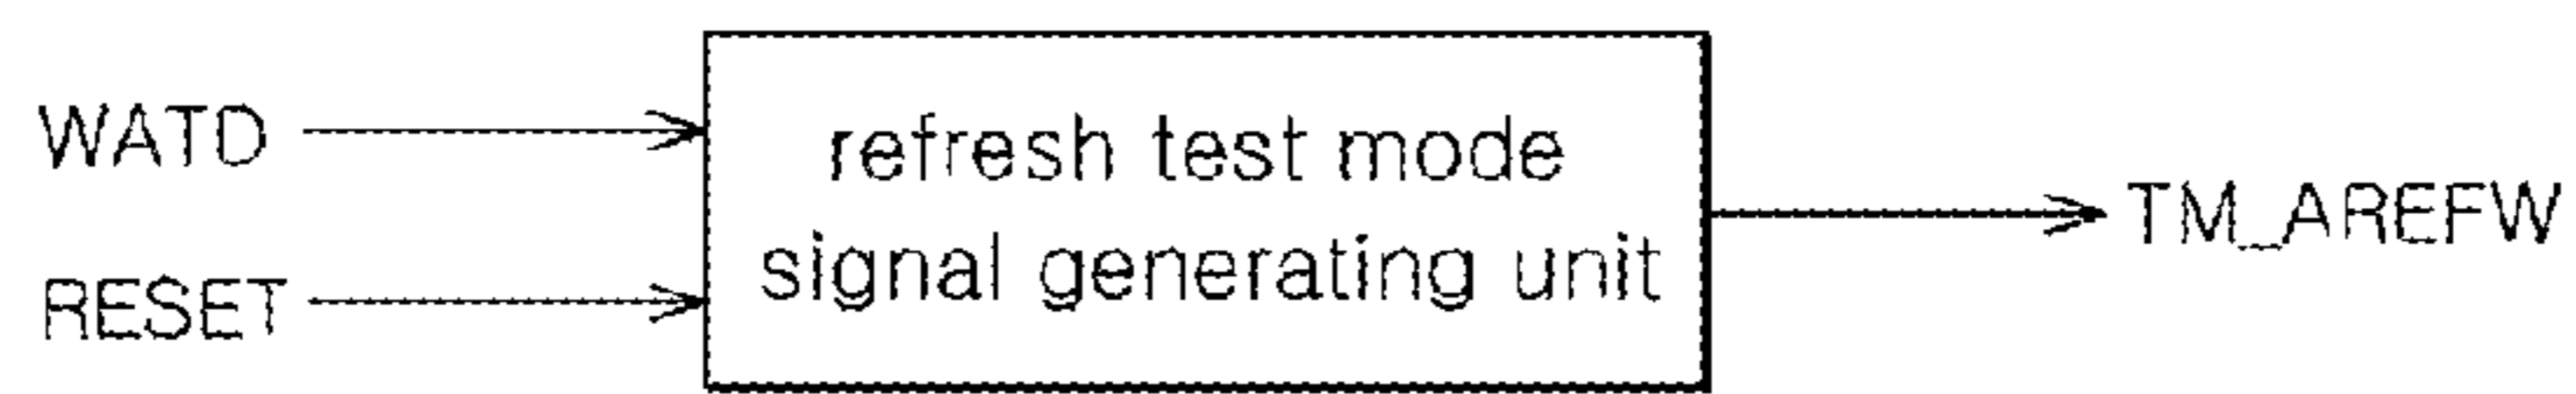 WATD
RESET
refresh test mode
signal generating unit
TM_AREFW